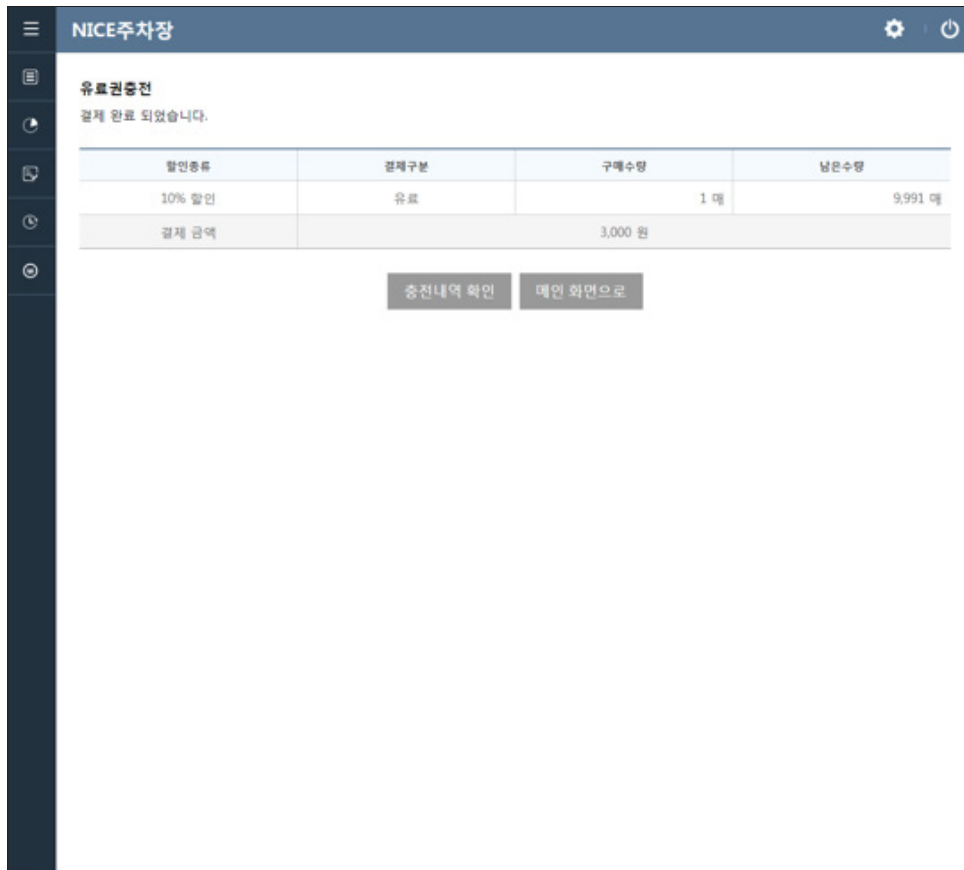 NICE주차장
유료권충전
결제 완료 되었습니다.
할인종류 결제구분 구매수량 남은수량
10% 할인 유료 1 매 9,991 매
결제 금액 3,000 원
충전내역 확인 메인 화면으로